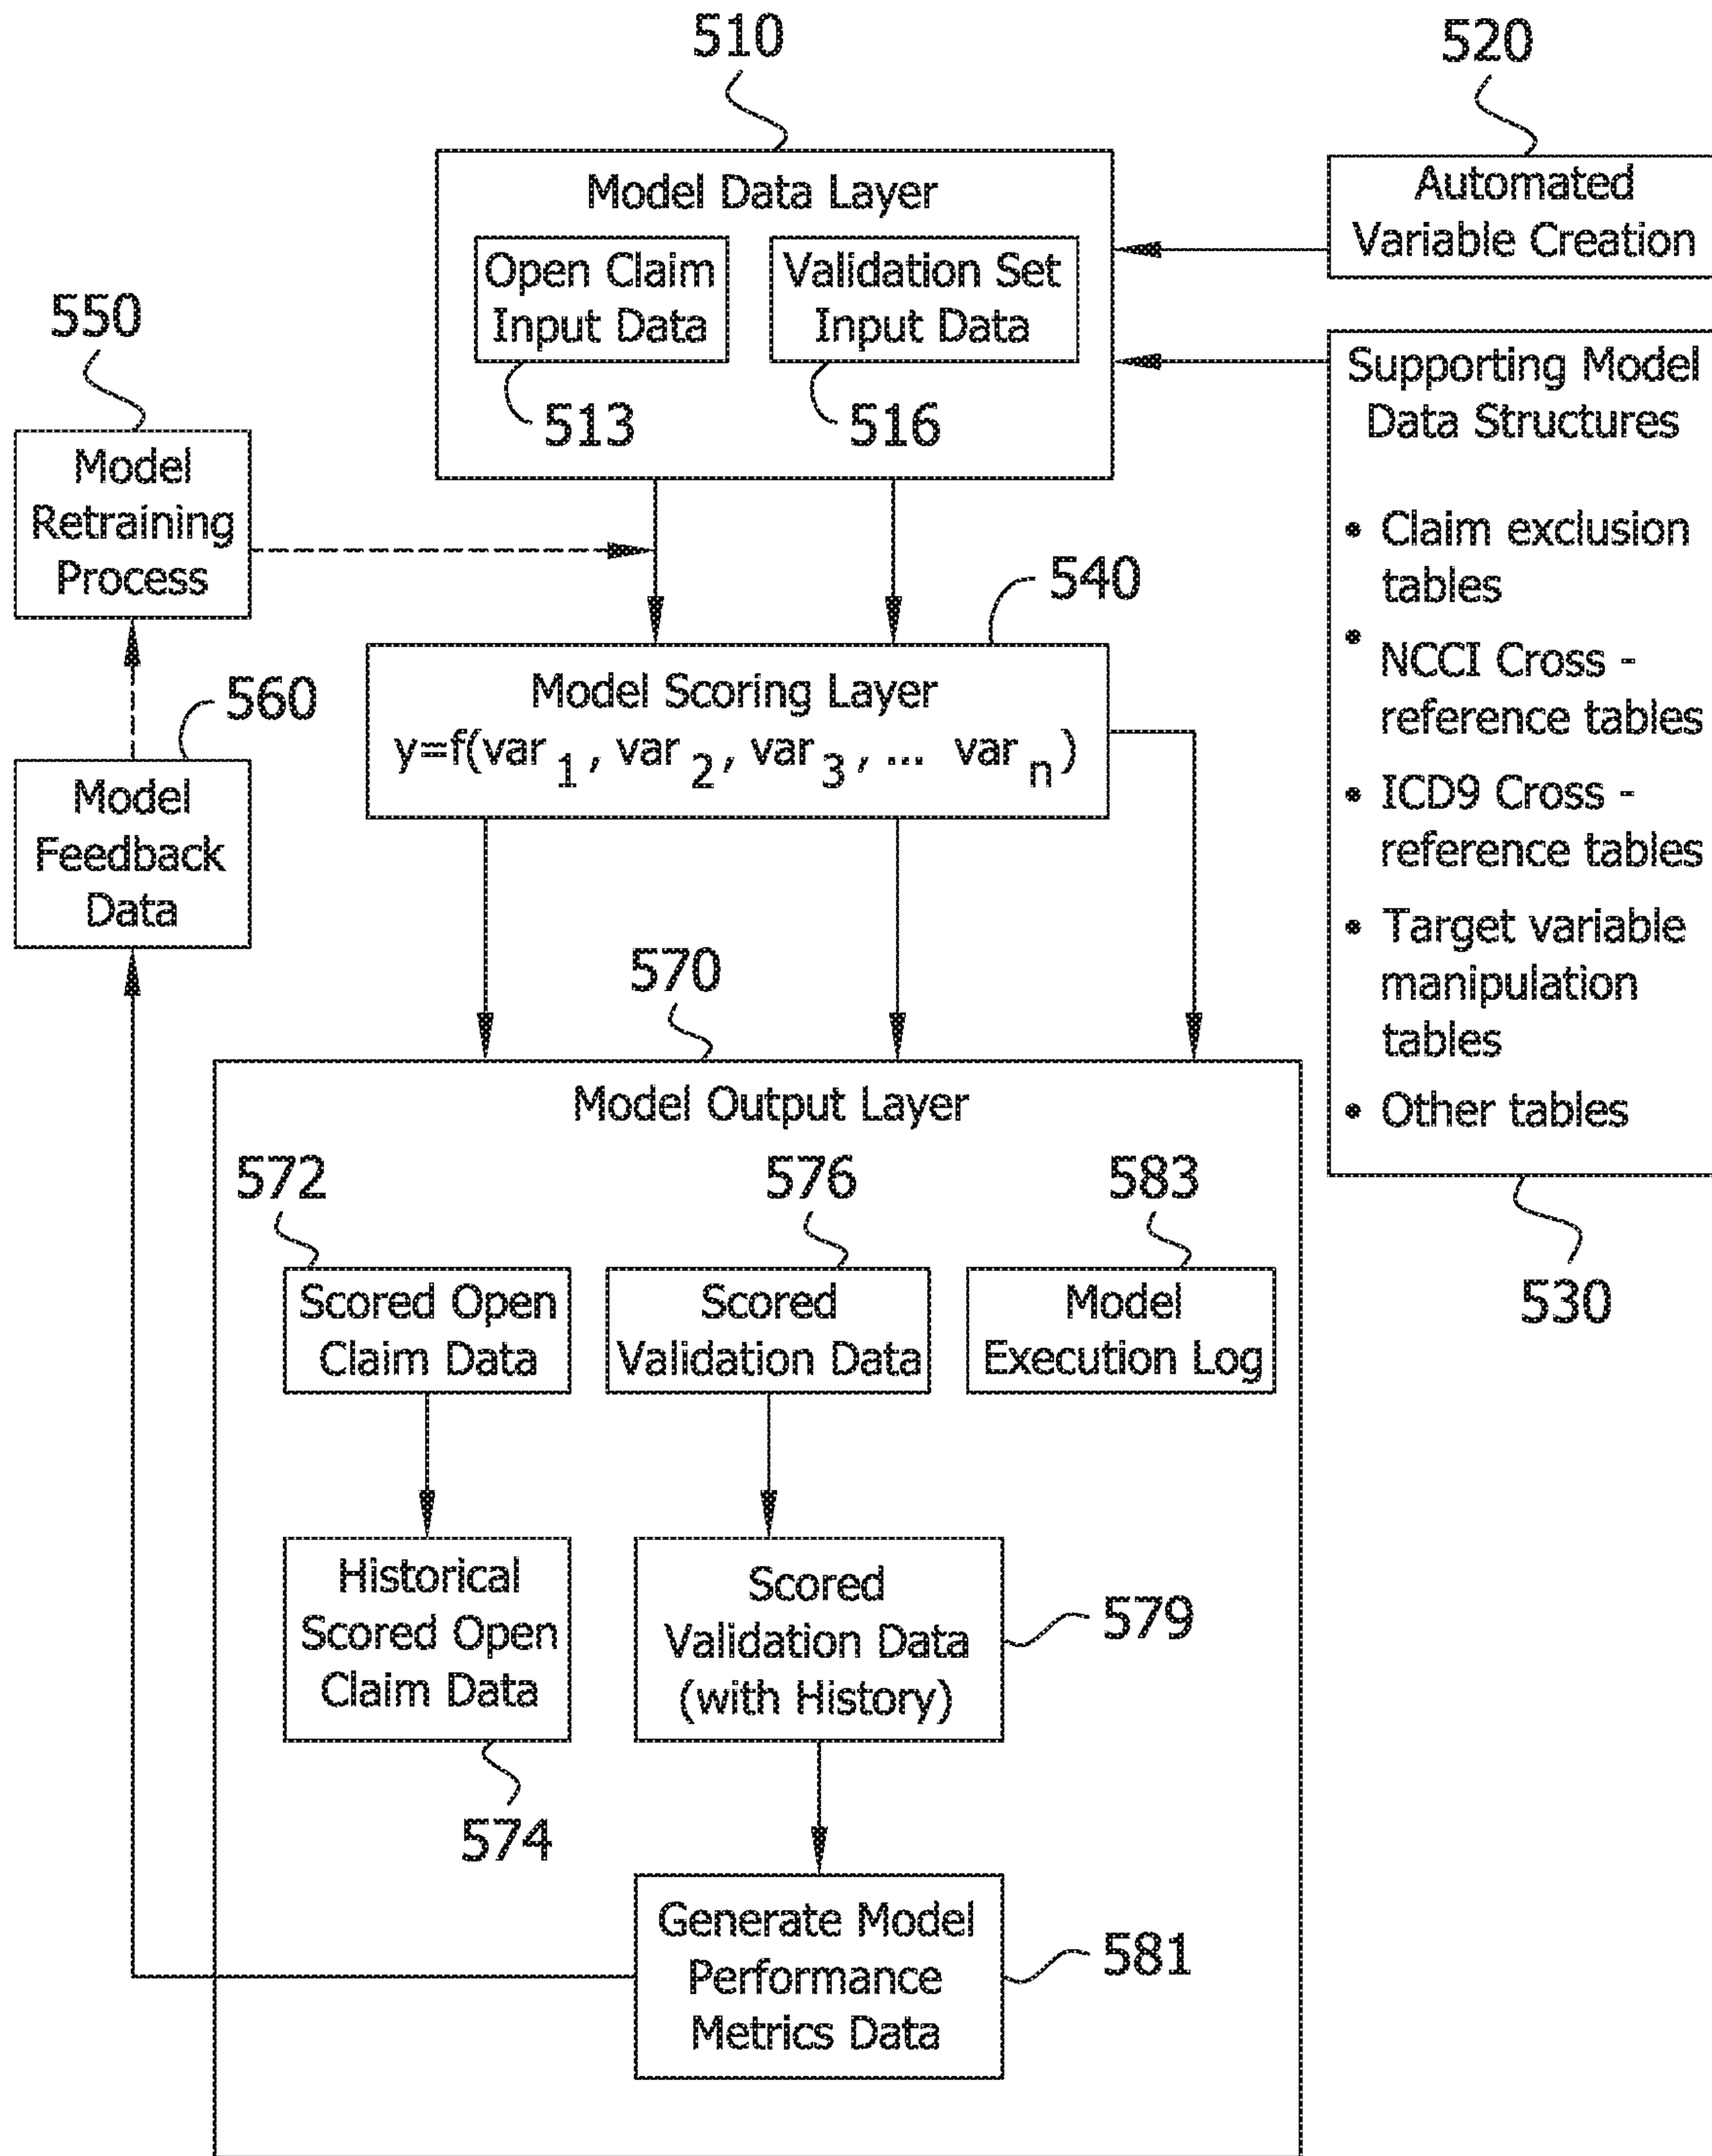 510
520
Model Data Layer
Open Claim
Input Data
Validation Set
Input Data
513
516
Automated
Variable Creation
Supporting Model
Data Structures
• Claim exclusion
tables
• NCCI Cross -
reference tables
• ICD9 Cross -
reference tables
• Target variable
manipulation
tables
• Other tables
530
550
Model
Retraining
Process
560
Model
Feedback
Data
540
Model Scoring Layer
y=f(var 1, var 2, var 3, ... var n)
570
Model Output Layer
572
576
583
Scored Open
Claim Data
Scored
Validation Data
Model
Execution Log
Historical
Scored Open
Claim Data
574
Scored
Validation Data
(with History)
579
Generate Model
Performance
Metrics Data
581